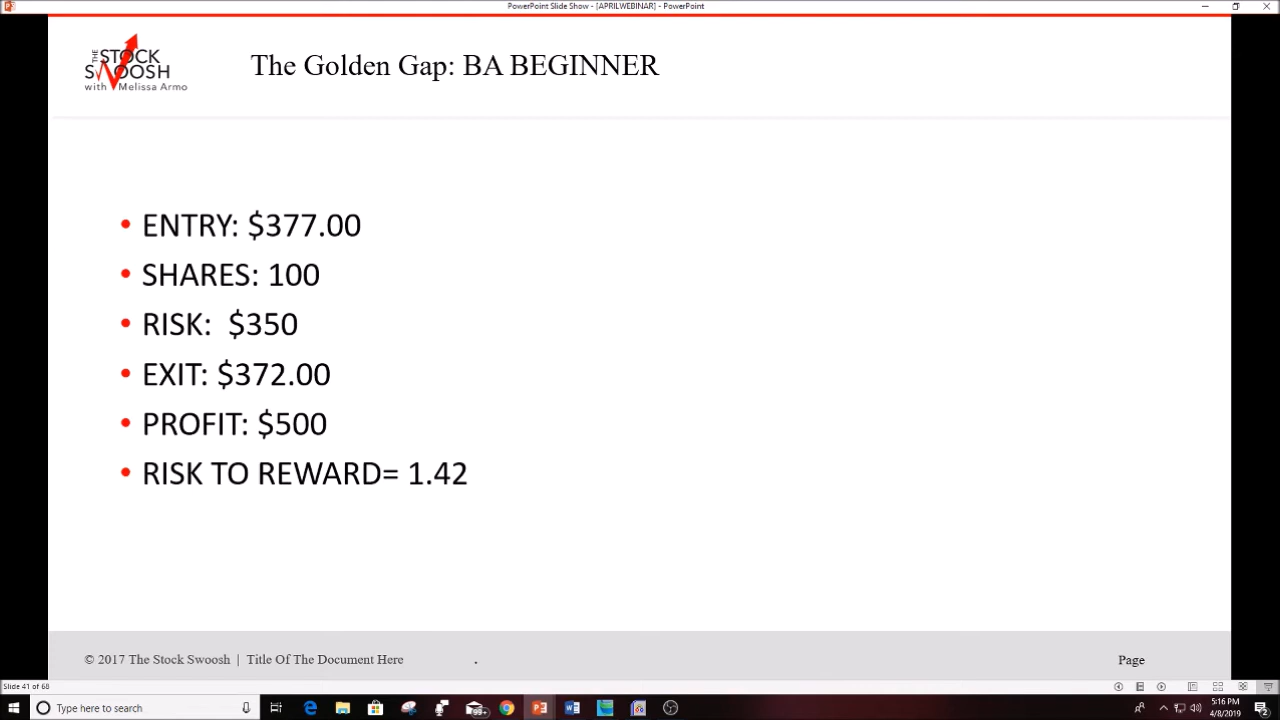 PowerPoint Slide Show - [APRILWEBINAR] - PowerPoint
THE STOCK
SWOOSH
with Melissa Armo
The Golden Gap: BA BEGINNER
• ENTRY: $377.00
• SHARES: 100
• RISK: $350
• EXIT: $372.00
• PROFIT: $500
• RISK TO REWARD= 1.42
© 2017 The Stock Swoosh | Title Of The Document Here .
Page
Slide 41 of 68
Type here to search
99+
5:16 PM
4/8/2019
2